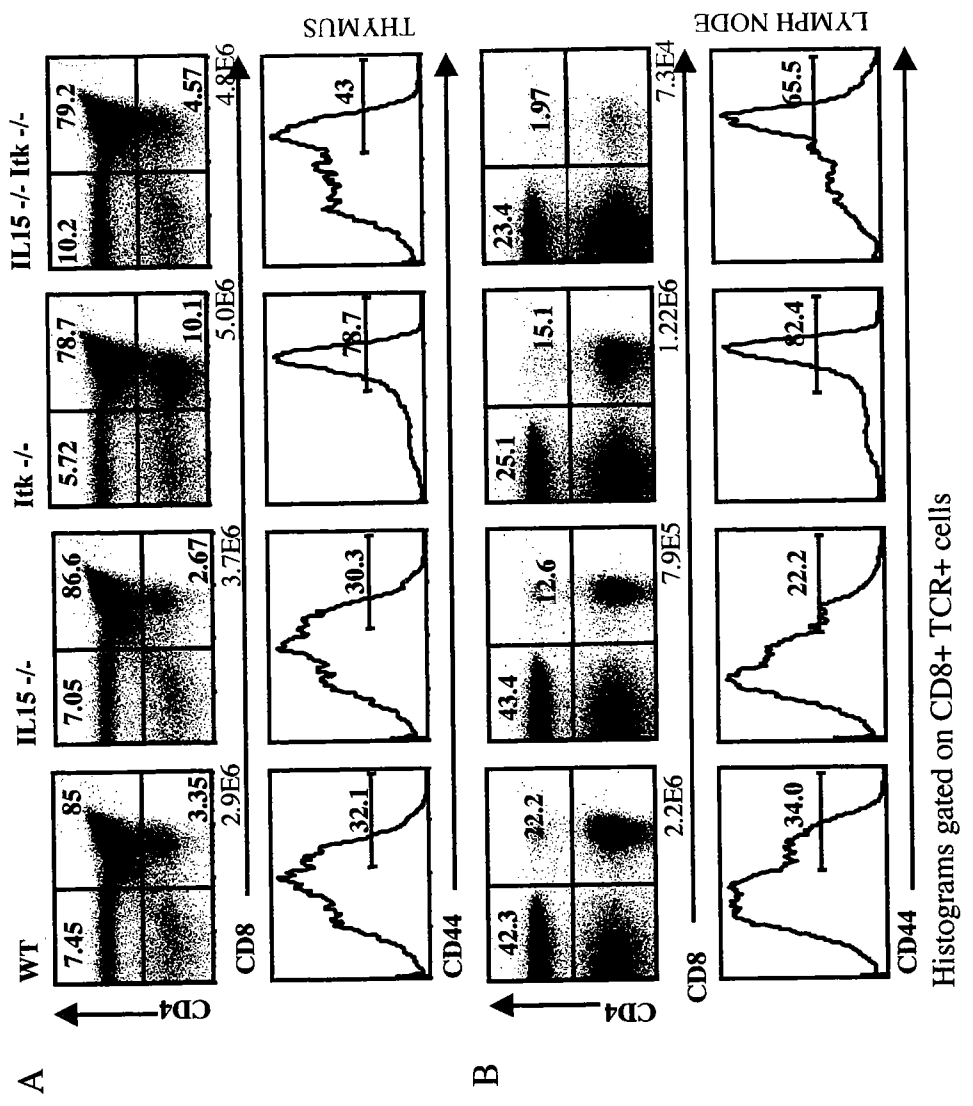 A
WT
IL15 -/-
Itk -/-
IL15 -/- Itk -/-
CD4
7.45
85
3.35
2.9E6
7.05
86.6
2.67
3.7E6
5.72
78.7
10.1
5.0E6
10.2
79.2
4.57
4.8E6
CD8
THYMUS
32.1
30.3
78.7
43
CD44
B
CD4
42.3
22.2
2.2E6
43.4
12.6
7.9E5
25.1
15.1
1.22E6
23.4
1.97
7.3E4
CD8
LYMPH NODE
34.0
22.2
82.4
65.5
CD44
Histograms gated on CD8+ TCR+ cells